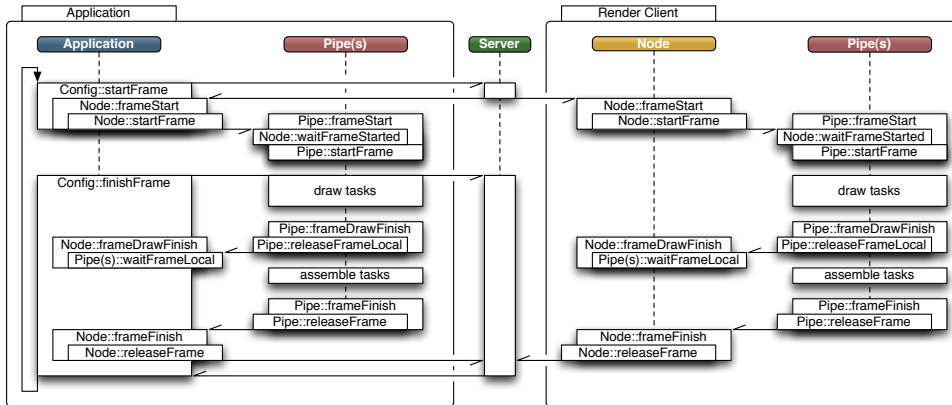 Application
Render Client
Application
Pipe(s)
Server
Node
Pipe(s)
Config::startFrame
Node::frameStart
Node::startFrame
Pipe::frameStart
Node::waitFrameStarted
Pipe::startFrame
Node::frameStart
Node::startFrame
Pipe::frameStart
Node::waitFrameStarted
Pipe::startFrame
Config::finishFrame
draw tasks
draw tasks
Pipe::frameDrawFinish
Pipe::releaseFrameLocal
Node::frameDrawFinish
Pipe(s)::waitFrameLocal
Node::frameDrawFinish
Pipe(s)::waitFrameLocal
Pipe::frameDrawFinish
Pipe::releaseFrameLocal
assemble tasks
assemble tasks
Pipe::frameFinish
Pipe::releaseFrame
Pipe::frameFinish
Pipe::releaseFrame
Node::frameFinish
Node::releaseFrame
Node::frameFinish
Node::releaseFrame